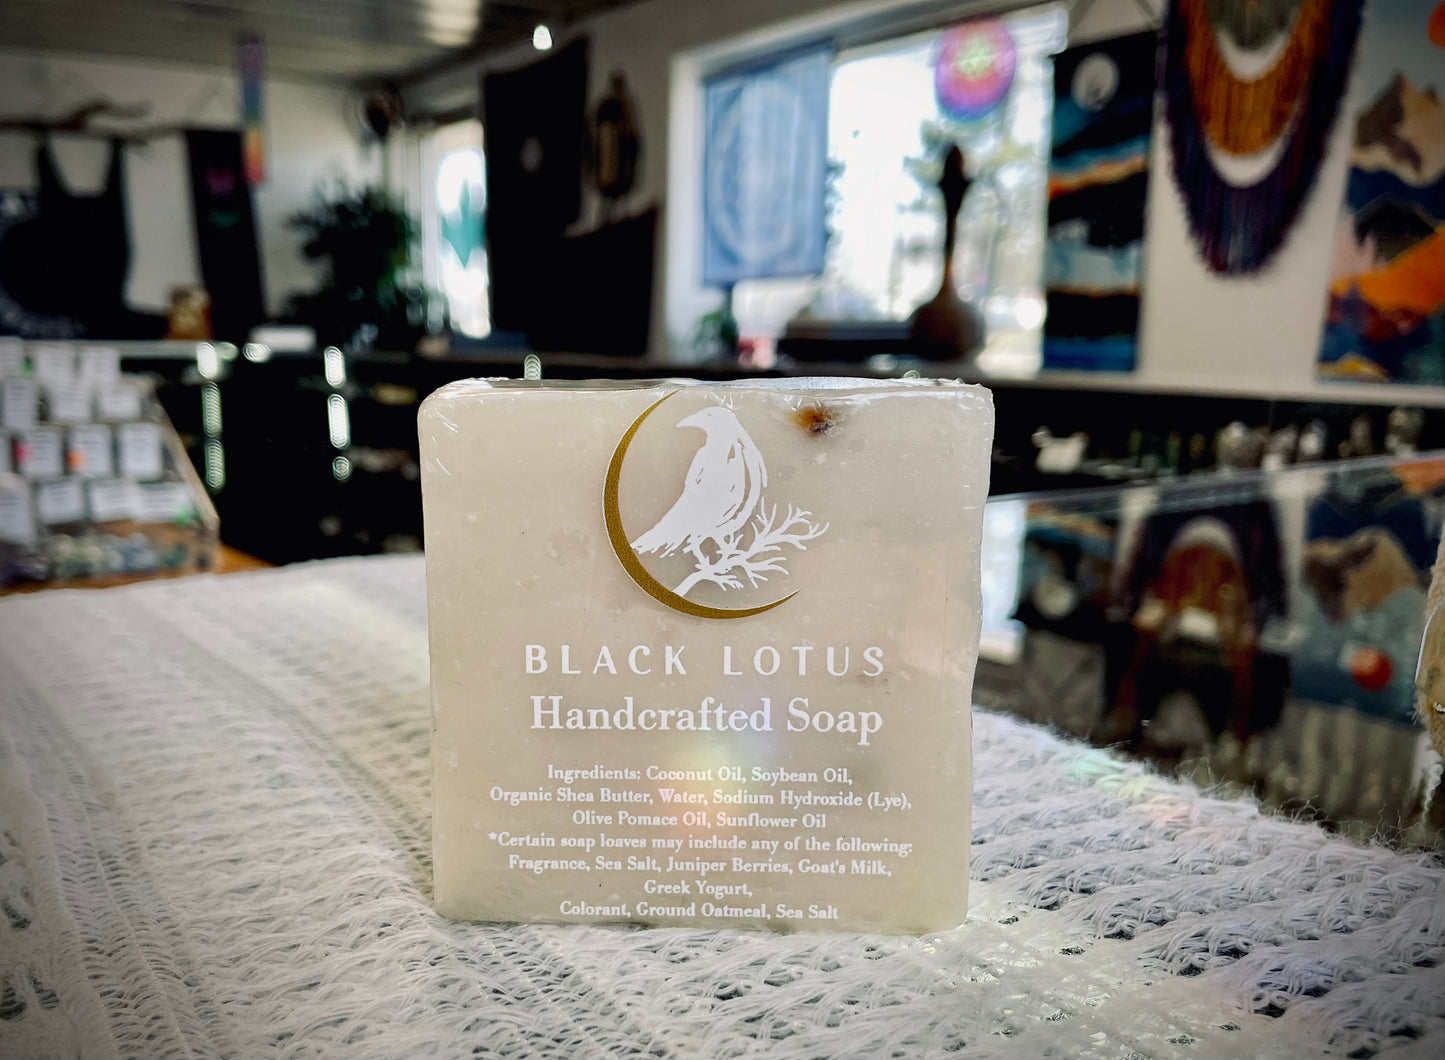 BLACK LOTUS
Handcrafted Soap
Ingredients: Coconut Oil, Soybean Oil,
Organic Shea Butter, Water, Sodium Hydroxide (Lye),
Olive Pomace Oil, Sunflower Oil
*Certain soap loaves may include any of the following:
Fragrance, Sea Salt, Juniper Berries, Goat's Milk,
Greek Yogurt,
Colorant, Ground Oatmeal, Sea Salt